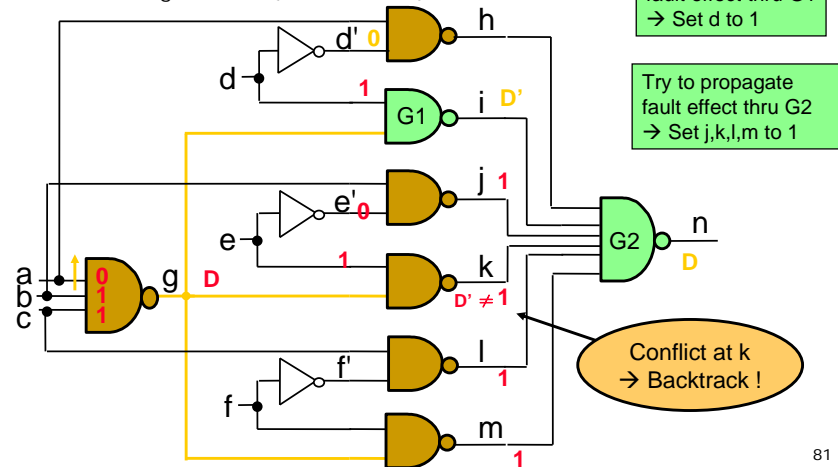 fault effect thru G1
→ Set d to 1
Try to propagate
fault effect thru G2
→ Set j,k,l,m to 1
h
d' 0
d
1
G1
i D'
j 1
e' 0
e
1
k
D' ≠ 1
G2
n
D
a
b
c
0
1
1
g D
l
1
f'
f
m
1
Conflict at k
→ Backtrack !
81